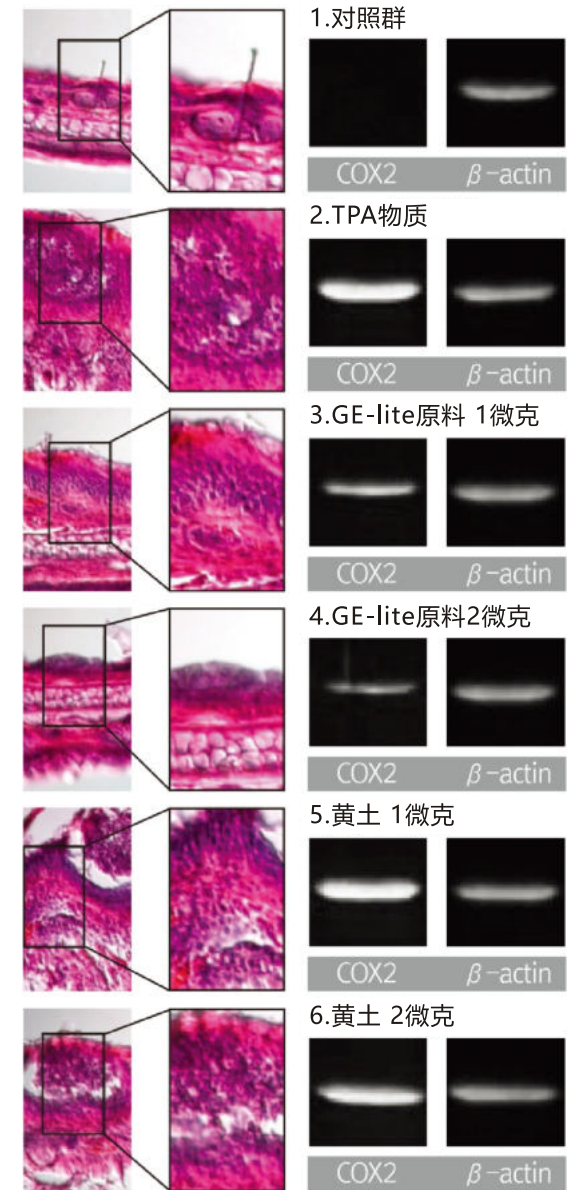 1.对照群
COX2 β-actin
2.TPA物质
COX2 β-actin
3.GE-lite原料 1微克
COX2 β-actin
4.GE-lite原料2微克
COX2 β-actin
5.黄土 1微克
COX2 β-actin
6.黄土 2微克
COX2 β-actin